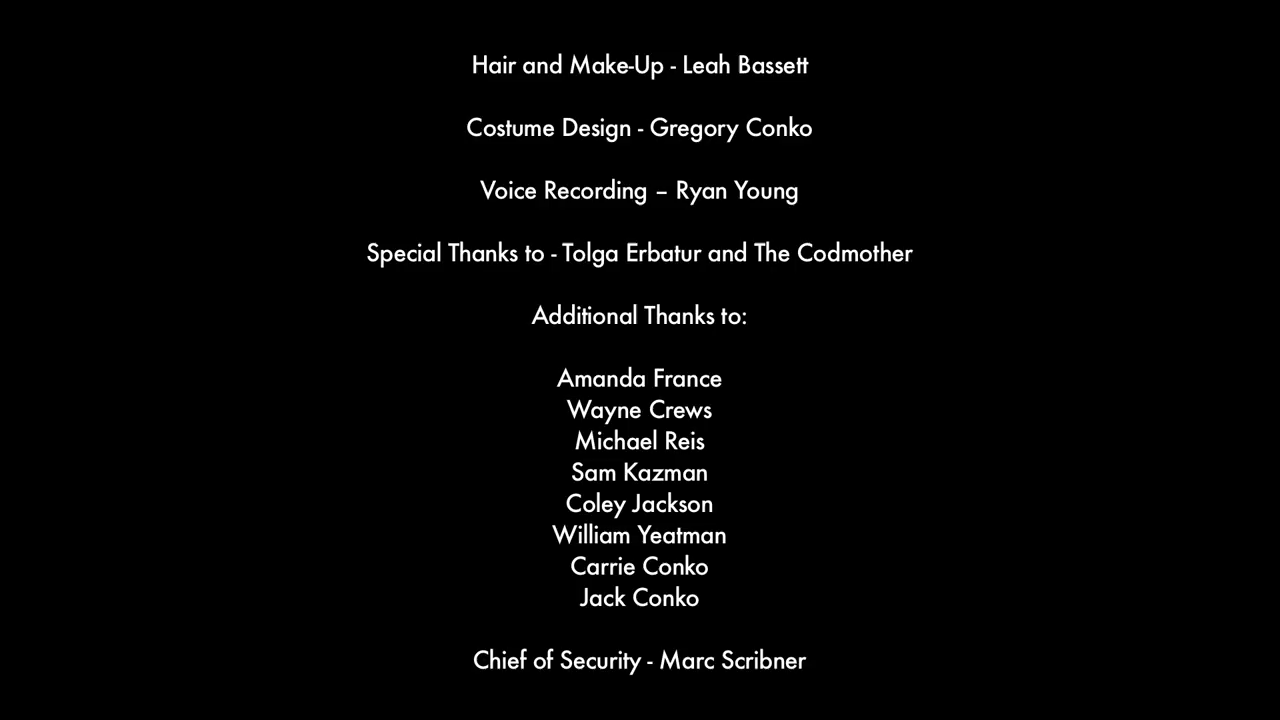 Hair and Make-Up - Leah Bassett
Costume Design - Gregory Conko
Voice Recording – Ryan Young
Special Thanks to - Tolga Erbatur and The Codmother
Additional Thanks to:
Amanda France
Wayne Crews
Michael Reis
Sam Kazman
Coley Jackson
William Yeatman
Carrie Conko
Jack Conko
Chief of Security - Marc Scribner